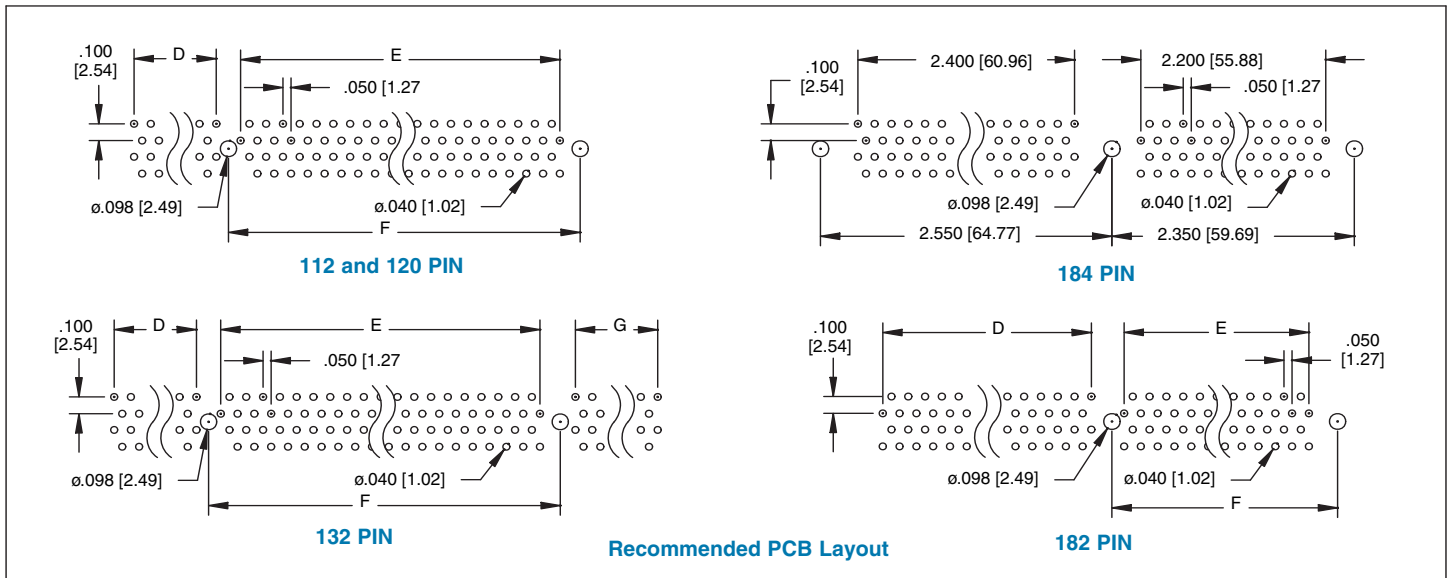 .100
[2.54]
D
E
.050 [1.27
ø.098 [2.49]
ø.040 [1.02]
F
112 and 120 PIN
.100
[2.54]
2.400 [60.96]
2.200 [55.88]
.050 [1.27
ø.098 [2.49]
ø.040 [1.02]
2.550 [64.77]
2.350 [59.69]
184 PIN
.100
[2.54]
D
E
G
.050 [1.27
ø.098 [2.49]
ø.040 [1.02]
F
132 PIN
.100
[2.54]
D
E
.050
[1.27]
ø.098 [2.49]
ø.040 [1.02]
F
182 PIN
Recommended PCB Layout